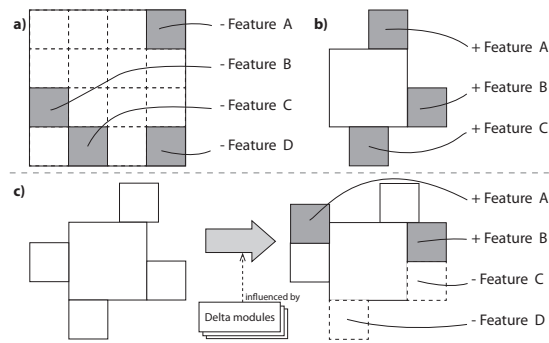 a)
- Feature A
- Feature B
- Feature C
- Feature D
b)
+ Feature A
+ Feature B
+ Feature C
c)
influenced by
Delta modules
+ Feature A
+ Feature B
- Feature C
- Feature D